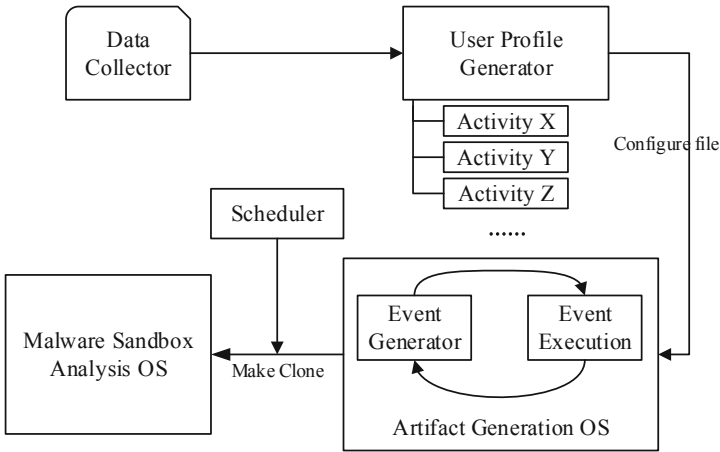 Data
Collector
User Profile
Generator
Activity X
Activity Y
Activity Z
......
Configure file
Scheduler
Malware Sandbox
Analysis OS
Make Clone
Event
Generator
Event
Execution
Artifact Generation OS